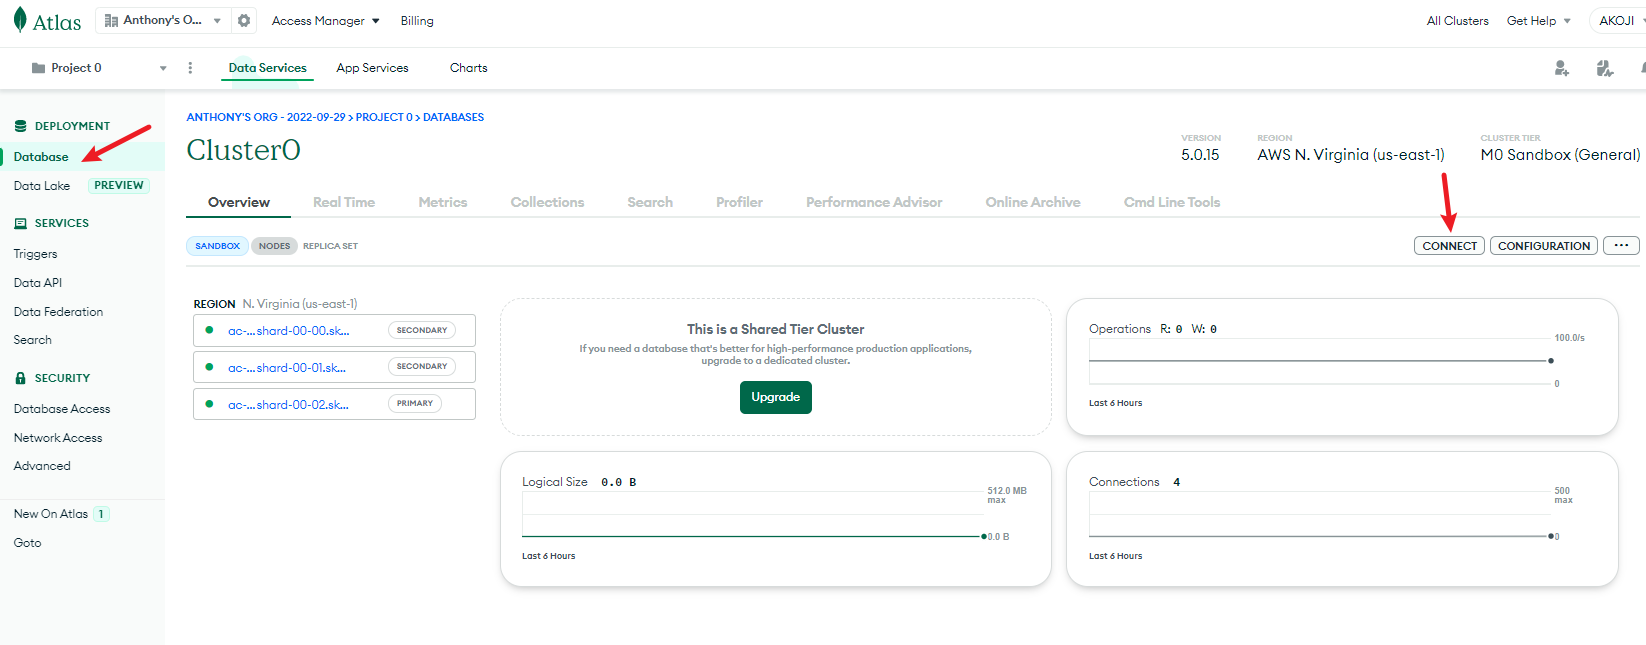 Atlas Anthony's O... Access Manager Billing All Clusters Get Help AKOJI
Project 0 Data Services App Services Charts
DEPLOYMENT
Database
Data Lake PREVIEW
SERVICES
Triggers
Data API
Data Federation
Search
SECURITY
Database Access
Network Access
Advanced
New On Atlas 1
Goto
ANTHONY'S ORG - 2022-09-29 > PROJECT 0 > DATABASES
Cluster0
VERSION
5.0.15
REGION
AWS N. Virginia (us-east-1)
CLUSTER TIER
M0 Sandbox (General)
Overview Real Time Metrics Collections Search Profiler Performance Advisor Online Archive Cmd Line Tools
SANDBOX NODES REPLICA SET CONNECT CONFIGURATION ...
REGION N. Virginia (us-east-1)
ac-...shard-00-00.sk... SECONDARY
ac-...shard-00-01.sk... SECONDARY
ac-...shard-00-02.sk... PRIMARY
This is a Shared Tier Cluster
If you need a database that's better for high-performance production applications,
upgrade to a dedicated cluster.
Upgrade
Operations R: 0 W: 0
100.0/s
0
Last 6 Hours
Logical Size 0.0 B
512.0 MB
max
0.0 B
Last 6 Hours
Connections 4
500
max
0
Last 6 Hours